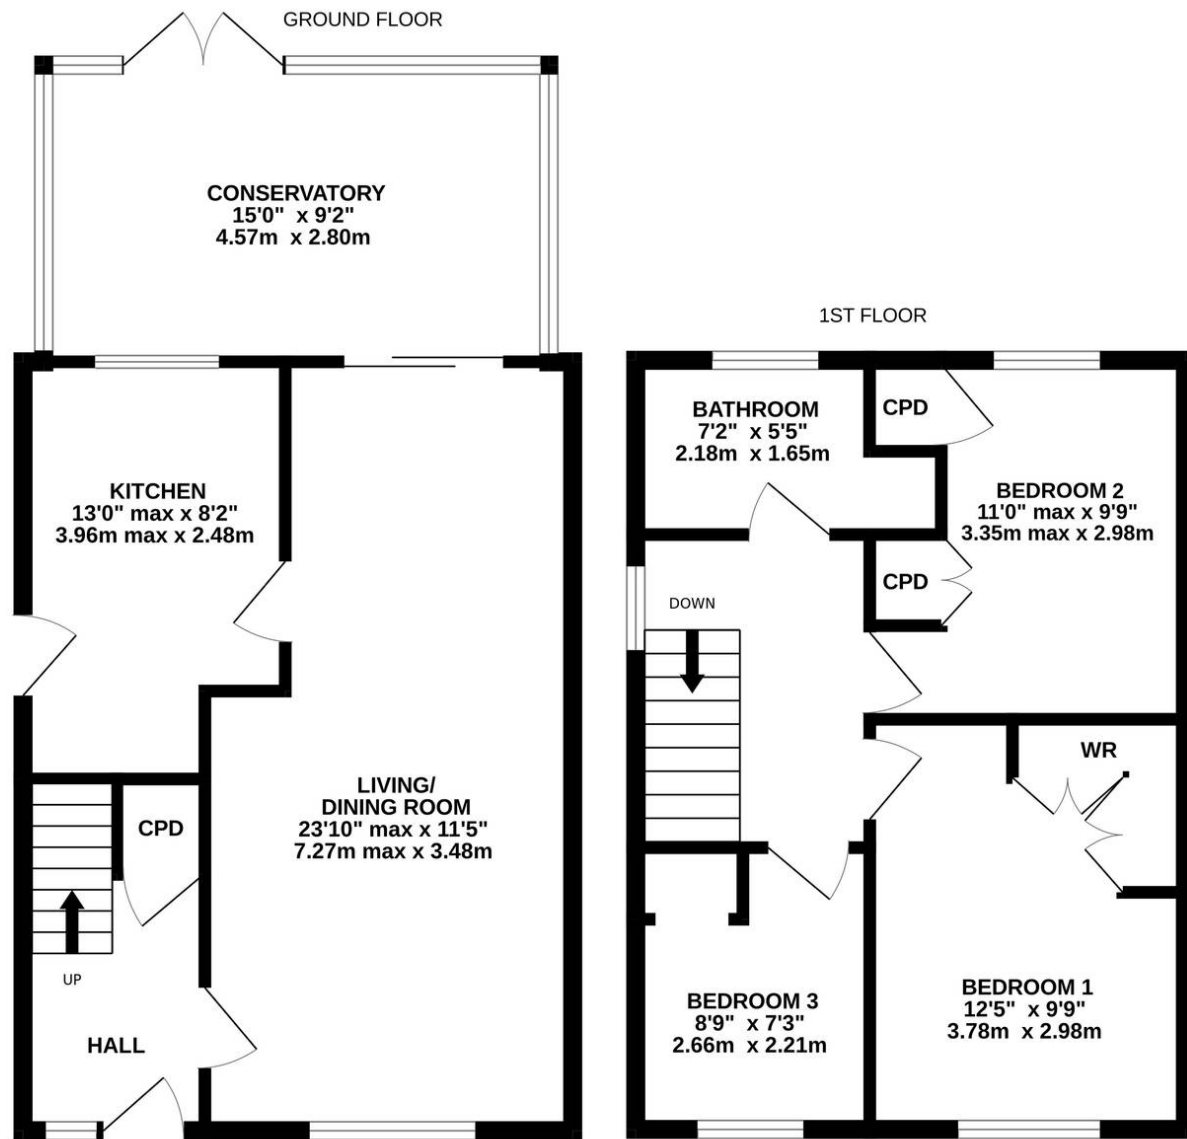 GROUND FLOOR
CONSERVATORY
15'0" x 9'2"
4.57m x 2.80m
KITCHEN
13'0" max x 8'2"
3.96m max x 2.48m
LIVING/
DINING ROOM
23'10" max x 11'5"
7.27m max x 3.48m
CPD
UP
HALL
1ST FLOOR
BATHROOM
7'2" x 5'5"
2.18m x 1.65m
CPD
BEDROOM 2
11'0" max x 9'9"
3.35m max x 2.98m
CPD
DOWN
WR
BEDROOM 1
12'5" x 9'9"
3.78m x 2.98m
BEDROOM 3
8'9" x 7'3"
2.66m x 2.21m